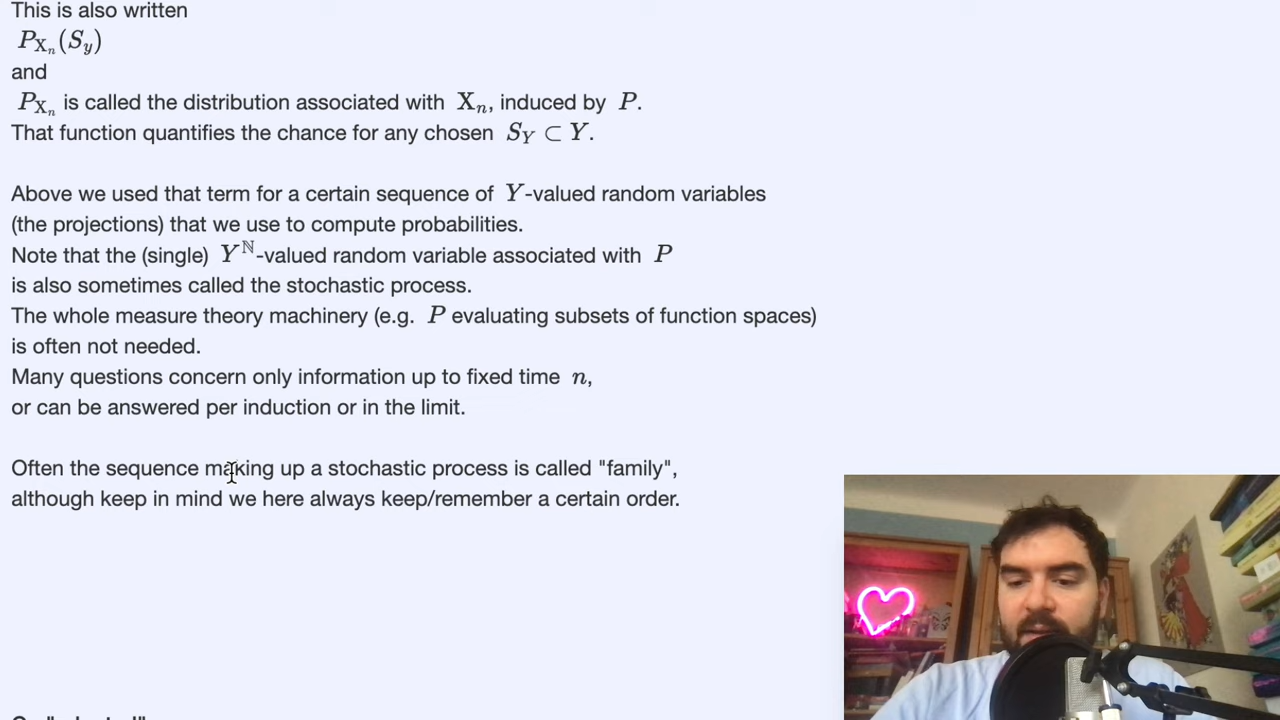 This is also written
P_{X_n}(S_y)
and
P_{X_n} is called the distribution associated with X_n, induced by P.
That function quantifies the chance for any chosen S_Y ⊂ Y.
Above we used that term for a certain sequence of Y-valued random variables
(the projections) that we use to compute probabilities.
Note that the (single) Y^ℕ-valued random variable associated with P
is also sometimes called the stochastic process.
The whole measure theory machinery (e.g. P evaluating subsets of function spaces)
is often not needed.
Many questions concern only information up to fixed time n,
or can be answered per induction or in the limit.
Often the sequence making up a stochastic process is called "family",
although keep in mind we here always keep/remember a certain order.